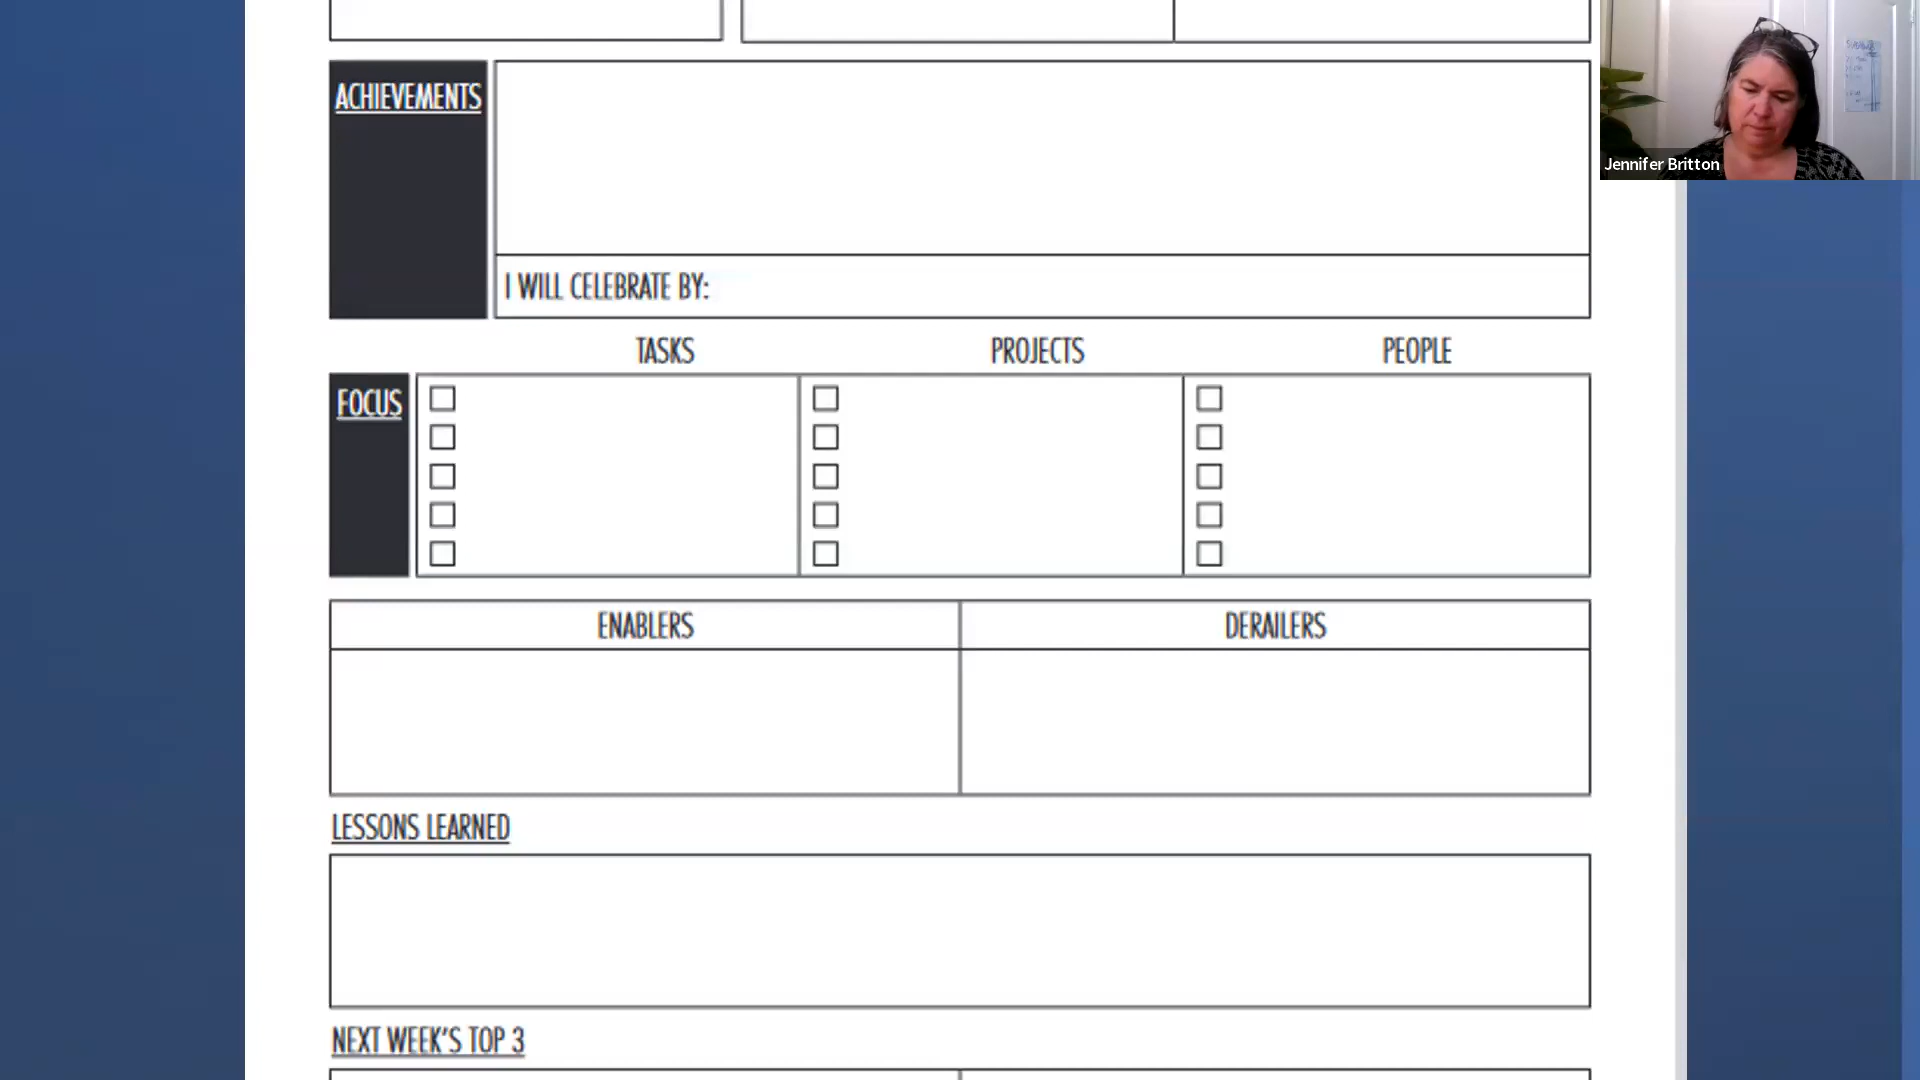 ACHIEVEMENTS
I WILL CELEBRATE BY:
TASKS PROJECTS PEOPLE
FOCUS
ENABLERS DERAILERS
LESSONS LEARNED
NEXT WEEK'S TOP 3
Jennifer Britton